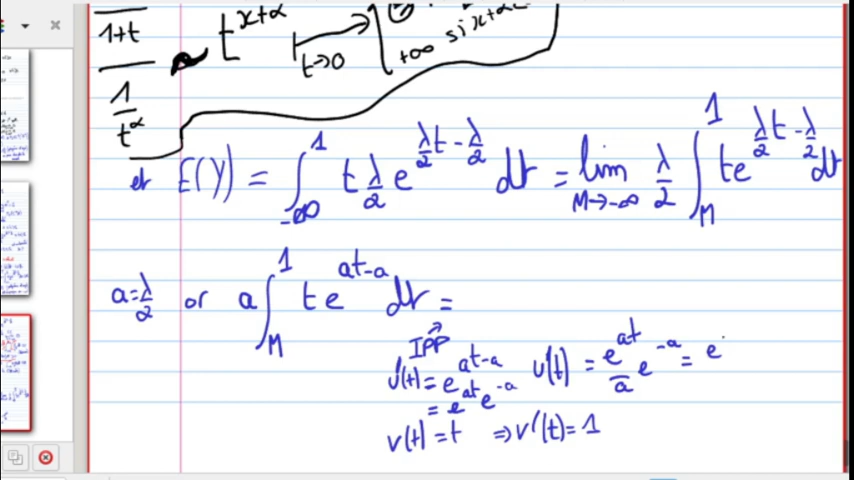 1+t / 1/t^α ~ t^{x+α} →_{t→0} +∞ si x+α
et E(Y) = ∫_{-∞}^{1} t λ/2 e^{λ/2 t - λ/2} dt = lim_{M→-∞} λ/2 ∫_{M}^{1} t e^{λ/2 t - λ/2} dt
a = λ/2 or a ∫_{M}^{1} t e^{at-a} dt =
IPP
u'(t) = e^{at-a} u(t) = e^{at}/a e^{-a} = e
= e^{at} e^{-a}
v(t) = t ⇒ v'(t) = 1